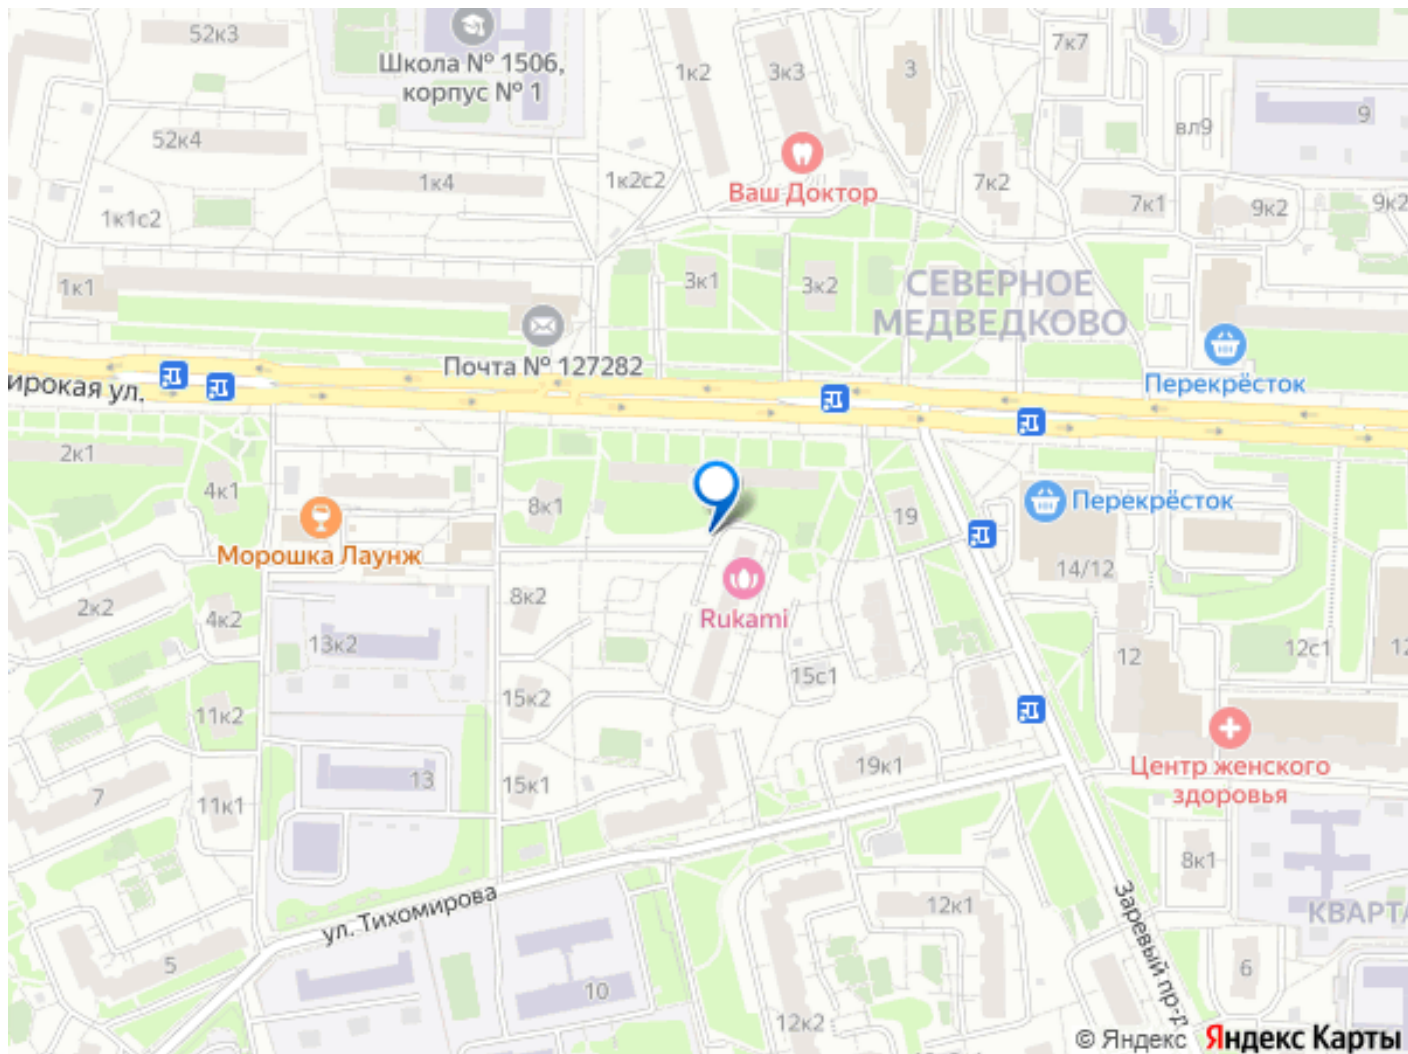 52к3
Школа № 1506,
корпус № 1
1к2
3к3
3
7к7
9
вл9
52к4
1к4
1к2с2
Ваш Доктор
7к2
7к1
9к2
9к2
1к1с2
1к1
3к1
3к2
СЕВЕРНОЕ
МЕДВЕДКОВО
Почта № 127282
Перекрёсток
ирокая ул.
2к1
4к1
8к1
19
Перекрёсток
Морошка Лаунж
14/12
2к2
4к2
8к2
Rukami
13к2
12
12с1
12
15с1
15к2
11к2
19к1
Центр женского
здоровья
13
15к1
7
11к1
8к1
ул. Тихомирова
12к1
Заревый пр-д
КВАРТА
5
10
6
12к2
© Яндекс Яндекс Карты